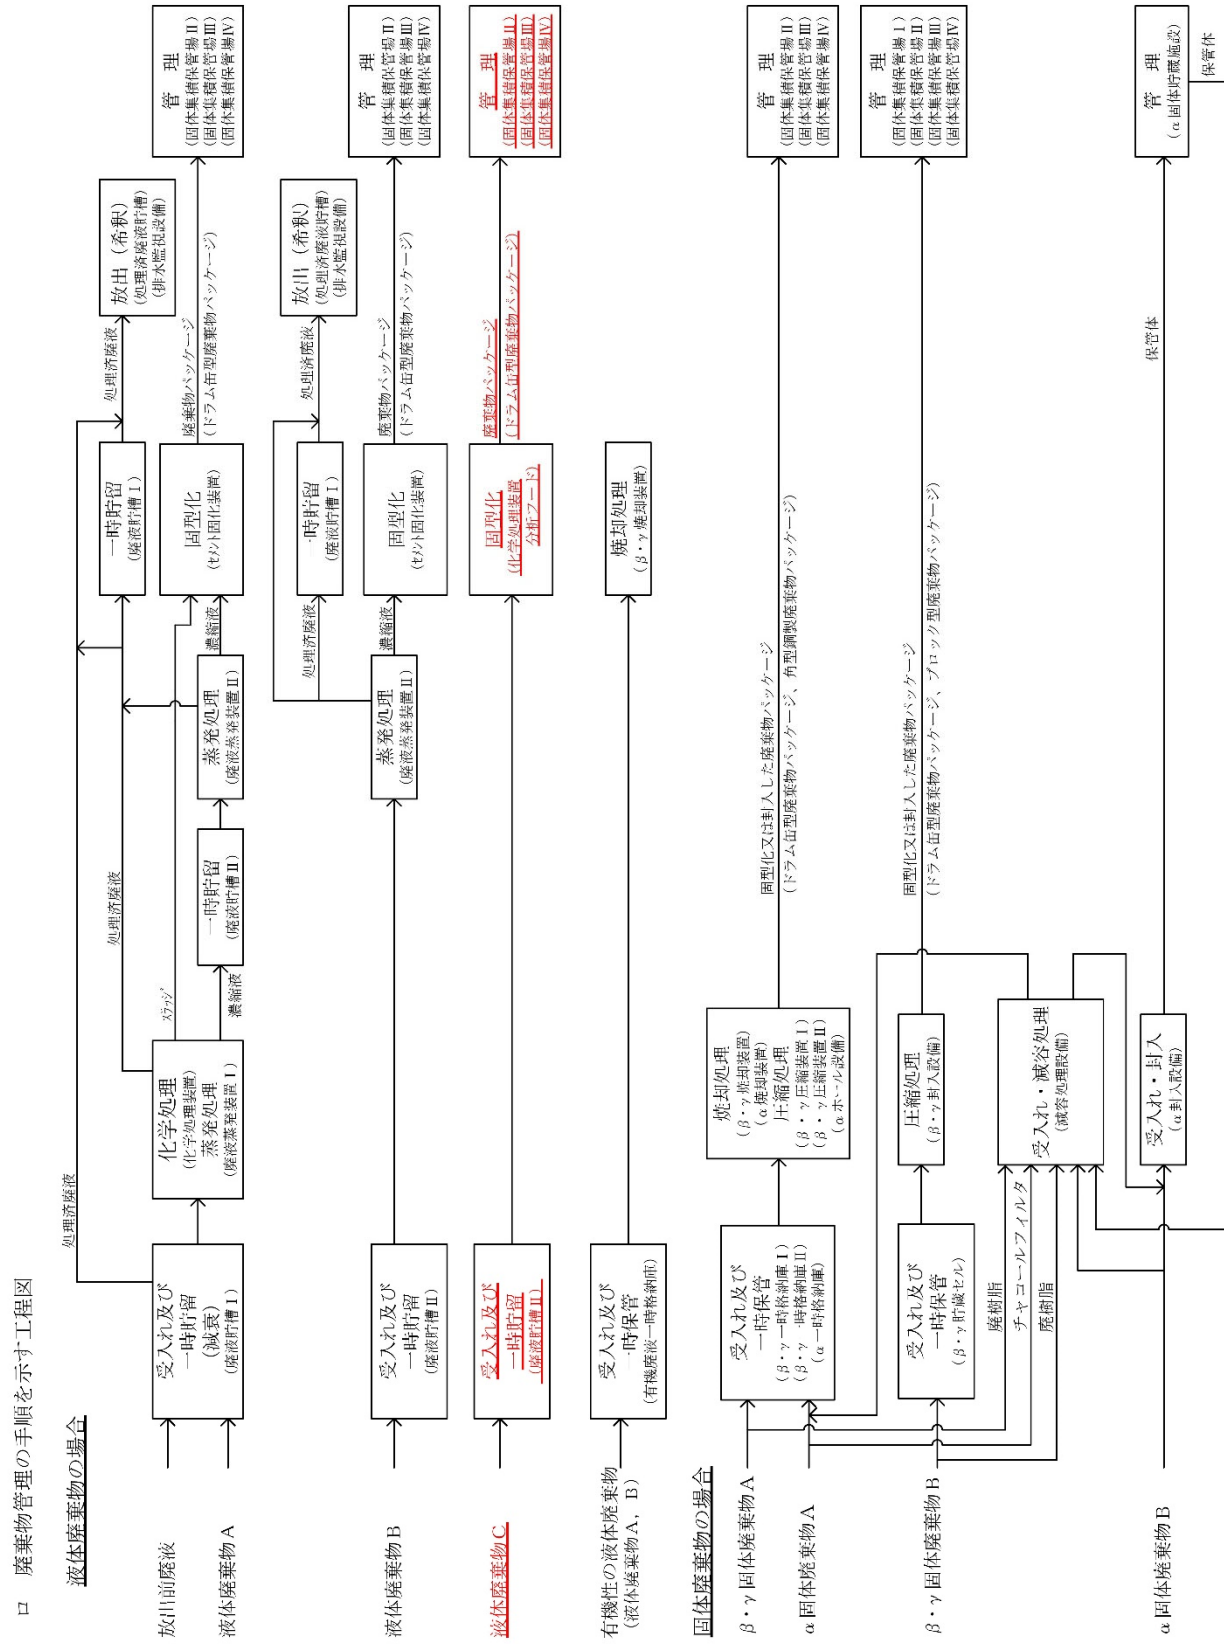 ロ 廃棄物管理の手順を示す工程図
液体廃棄物の場合
放出前廃液
液体廃棄物A
受入れ及び
一時貯留
(減衰)
(廃液貯槽Ⅰ)
処理済廃液
化学処理
(化学処理装置)
蒸発処理
(廃液蒸発装置Ⅰ)
処理済廃液
スラッジ
濃縮液
一時貯留
(廃液貯槽Ⅱ)
蒸発処理
(廃液蒸発装置Ⅱ)
濃縮液
一時貯留
(廃液貯槽Ⅰ)
固型化
(セメント固化装置)
処理済廃液
廃棄物パッケージ
(ドラム缶型廃棄物パッケージ)
放出(希釈)
(処理済廃液貯槽)
(排水監視設備)
管 理
(固体集積保管場Ⅱ)
(固体集積保管場Ⅲ)
(固体集積保管場Ⅳ)
液体廃棄物B
受入れ及び
一時貯留
(廃液貯槽Ⅱ)
蒸発処理
(廃液蒸発装置Ⅱ)
処理済廃液
濃縮液
一時貯留
(廃液貯槽Ⅰ)
固型化
(セメント固化装置)
処理済廃液
廃棄物パッケージ
(ドラム缶型廃棄物パッケージ)
放出(希釈)
(処理済廃液貯槽)
(排水監視設備)
管 理
(固体集積保管場Ⅱ)
(固体集積保管場Ⅲ)
(固体集積保管場Ⅳ)
液体廃棄物C
受入れ及び
一時貯留
(廃液貯槽Ⅱ)
固型化
(化学処理装置
分析フード)
廃棄物パッケージ
(ドラム缶型廃棄物パッケージ)
管 理
(固体集積保管場Ⅱ)
(固体集積保管場Ⅲ)
(固体集積保管場Ⅳ)
有機性の液体廃棄物
(液体廃棄物A, B)
受入れ及び
一時保管
(有機廃液一時格納庫)
焼却処理
(β・γ焼却装置)
固体廃棄物の場合
β・γ固体廃棄物A
α固体廃棄物A
受入れ及び
一時保管
(β・γ一時格納庫Ⅰ)
(β・γ一時格納庫Ⅱ)
(α一時格納庫)
焼却処理
(β・γ焼却装置)
(α焼却装置)
圧縮処理
(β・γ圧縮装置Ⅰ)
(β・γ圧縮装置Ⅱ)
(αホール設備)
固型化又は封入した廃棄物パッケージ
(ドラム缶型廃棄物パッケージ、角型鋼製廃棄物パッケージ)
管 理
(固体集積保管場Ⅱ)
(固体集積保管場Ⅲ)
(固体集積保管場Ⅳ)
β・γ固体廃棄物B
受入れ及び
一時保管
(β・γ貯蔵セル)
圧縮処理
(β・γ封入設備)
固型化又は封入した廃棄物パッケージ
(ドラム缶型廃棄物パッケージ、ブロック型廃棄物パッケージ)
管 理
(固体集積保管場Ⅰ)
(固体集積保管場Ⅱ)
(固体集積保管場Ⅲ)
(固体集積保管場Ⅳ)
廃樹脂
チャコールフィルタ
廃樹脂
受入れ・減容処理
(減容処理設備)
α固体廃棄物B
受入れ・封入
(α封入設備)
保管体
管 理
(α固体貯蔵施設)
保管体